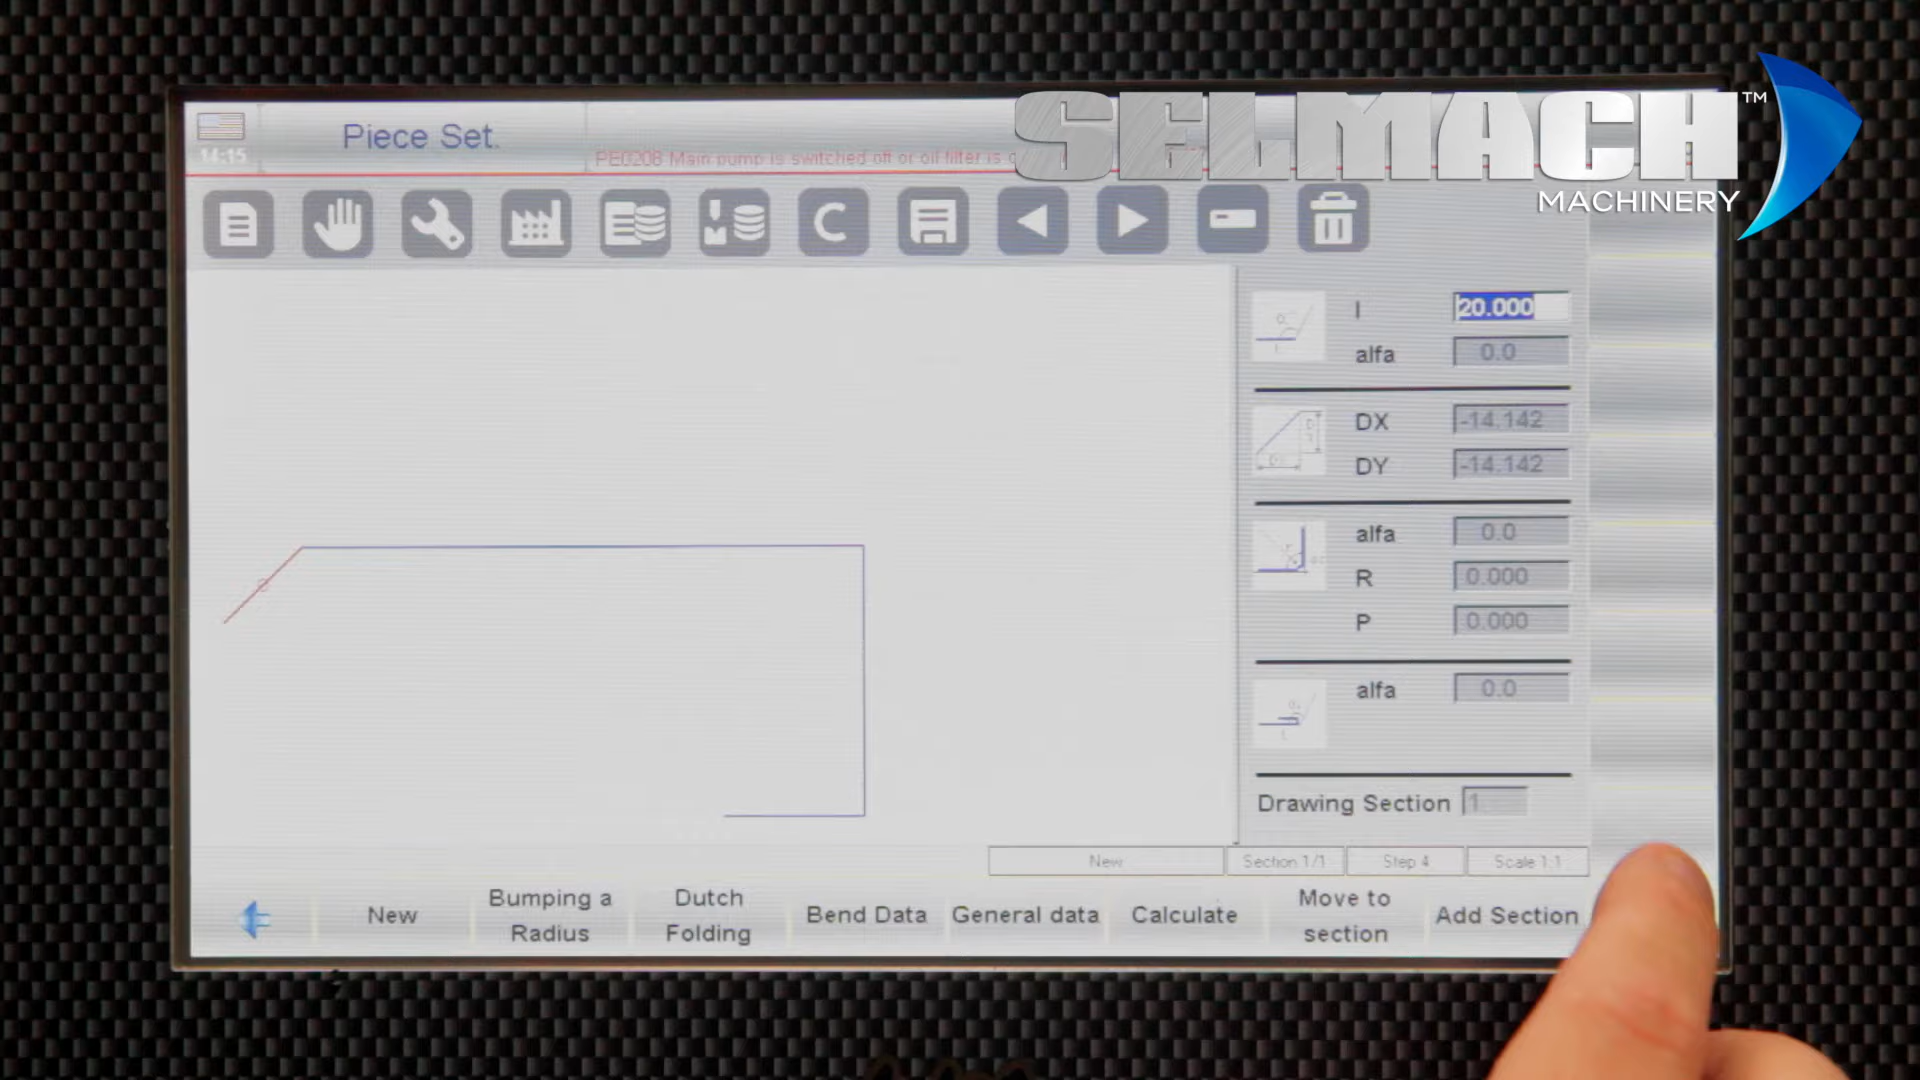 SELMACH™
MACHINERY
14:15
Piece Set.
PE0206 Main pump is switched off or oil filter is
C
l 20.000
alfa 0.0
DX -14.142
DY -14.142
alfa 0.0
R 0.000
P 0.000
alfa 0.0
Drawing Section 1
New
Section 1/1
Step 4
Scale 1:1
New
Bumping a
Radius
Dutch
Folding
Bend Data
General data
Calculate
Move to
section
Add Section